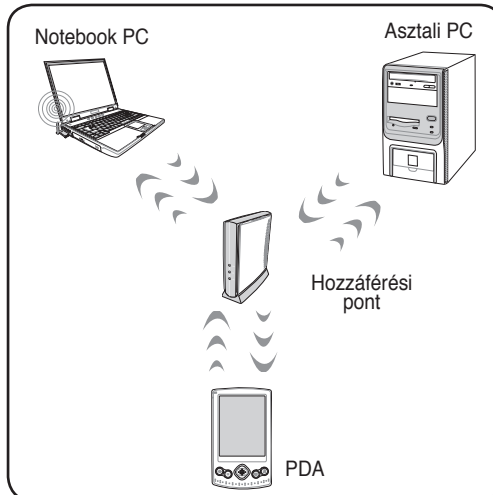 Notebook PC
Asztali PC
Hozzáférési
pont
PDA